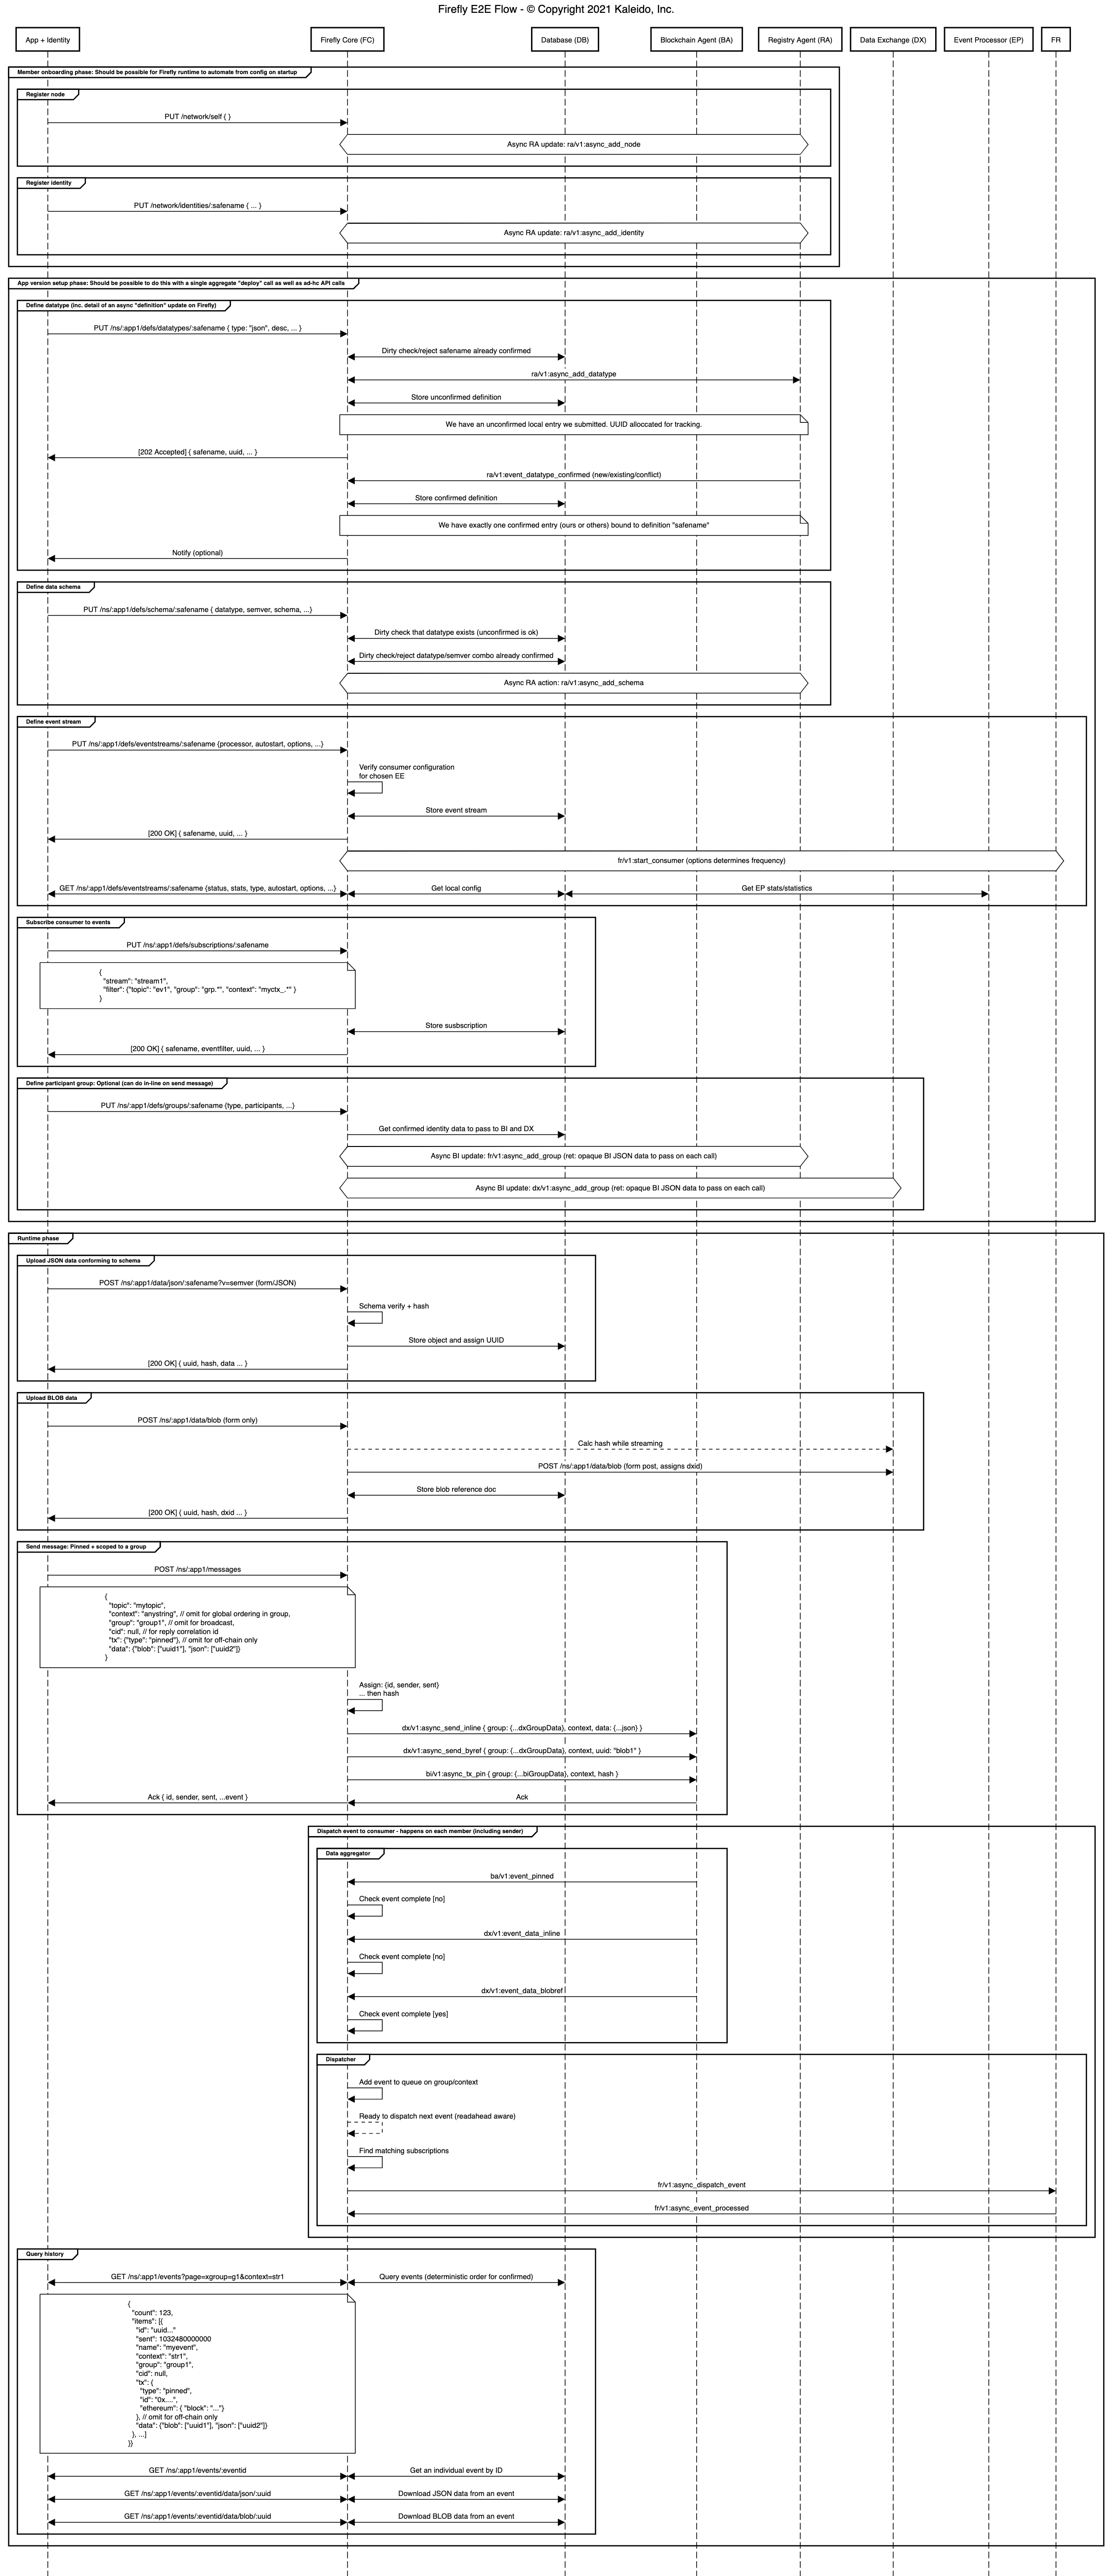 Firefly E2E Flow - © Copyright 2021 Kaleido, Inc.
App + Identity
Firefly Core (FC)
Database (DB)
Blockchain Agent (BA)
Registry Agent (RA)
Data Exchange (DX)
Event Processor (EP)
FR
Member onboarding phase: Should be possible for Firefly runtime to automate from config on startup
Register node
PUT /network/self { }
Async RA update: ra/v1:async_add_node
Register identity
PUT /network/identities/:safename { ... }
Async RA update: ra/v1:async_add_identity
App version setup phase: Should be possible to do this with a single aggregate "deploy" call as well as ad-hc API calls
Define datatype (inc. detail of an async "definition" update on Firefly)
PUT /ns/:app1/defs/datatypes/:safename { type: "json", desc, ... }
Dirty check/reject safename already confirmed
ra/v1:async_add_datatype
Store unconfirmed definition
We have an unconfirmed local entry we submitted. UUID alloccated for tracking.
[202 Accepted] { safename, uuid, ... }
ra/v1:event_datatype_confirmed (new/existing/conflict)
Store confirmed definition
We have exactly one confirmed entry (ours or others) bound to definition "safename"
Notify (optional)
Define data schema
PUT /ns/:app1/defs/schema/:safename { datatype, semver, schema, ...}
Dirty check that datatype exists (unconfirmed is ok)
Dirty check/reject datatype/semver combo already confirmed
Async RA action: ra/v1:async_add_schema
Define event stream
PUT /ns/:app1/defs/eventstreams/:safename {processor, autostart, options, ...}
Verify consumer configuration
for chosen EE
Store event stream
[200 OK] { safename, uuid, ... }
fr/v1:start_consumer (options determines frequency)
GET /ns/:app1/defs/eventstreams/:safename {status, stats, type, autostart, options, ...}
Get local config
Get EP stats/statistics
Subscribe consumer to events
PUT /ns/:app1/defs/subscriptions/:safename
{
"stream": "stream1",
"filter": {"topic": "ev1", "group": "grp.*", "context": "myctx_.*" }
}
Store susbscription
[200 OK] { safename, eventfilter, uuid, ... }
Define participant group: Optional (can do in-line on send message)
PUT /ns/:app1/defs/groups/:safename {type, participants, ...}
Get confirmed identity data to pass to BI and DX
Async BI update: fr/v1:async_add_group (ret: opaque BI JSON data to pass on each call)
Async BI update: dx/v1:async_add_group (ret: opaque BI JSON data to pass on each call)
Runtime phase
Upload JSON data conforming to schema
POST /ns/:app1/data/json/:safename?v=semver (form/JSON)
Schema verify + hash
Store object and assign UUID
[200 OK] { uuid, hash, data ... }
Upload BLOB data
POST /ns/:app1/data/blob (form only)
Calc hash while streaming
POST /ns/:app1/data/blob (form post, assigns dxid)
Store blob reference doc
[200 OK] { uuid, hash, dxid ... }
Send message: Pinned + scoped to a group
POST /ns/:app1/messages
{
"topic": "mytopic",
"context": "anystring", // omit for global ordering in group,
"group": "group1", // omit for broadcast,
"cid": null, // for reply correlation id
"tx": {"type": "pinned"}, // omit for off-chain only
"data": {"blob": ["uuid1"], "json": ["uuid2"]}
}
Assign: {id, sender, sent}
... then hash
dx/v1:async_send_inline { group: {...dxGroupData}, context, data: {...json} }
dx/v1:async_send_byref { group: {...dxGroupData}, context, uuid: "blob1" }
bi/v1:async_tx_pin { group: {...biGroupData}, context, hash }
Ack { id, sender, sent, ...event }
Ack
Dispatch event to consumer - happens on each member (including sender)
Data aggregator
ba/v1:event_pinned
Check event complete [no]
dx/v1:event_data_inline
Check event complete [no]
dx/v1:event_data_blobref
Check event complete [yes]
Dispatcher
Add event to queue on group/context
Ready to dispatch next event (readahead aware)
Find matching subscriptions
fr/v1:async_dispatch_event
fr/v1:async_event_processed
Query history
GET /ns/:app1/events?page=xgroup=g1&context=str1
Query events (deterministic order for confirmed)
{
"count": 123,
"items": [{
"id": "uuid..."
"sent": 1032480000000
"name": "myevent",
"context": "str1",
"group": "group1",
"cid": null,
"tx": {
"type": "pinned",
"id": "0x....",
"ethereum": { "block": "..."}
}, // omit for off-chain only
"data": {"blob": ["uuid1"], "json": ["uuid2"]}
}, ...]
}}
GET /ns/:app1/events/:eventid
Get an individual event by ID
GET /ns/:app1/events/:eventid/data/json/:uuid
Download JSON data from an event
GET /ns/:app1/events/:eventid/data/blob/:uuid
Download BLOB data from an event